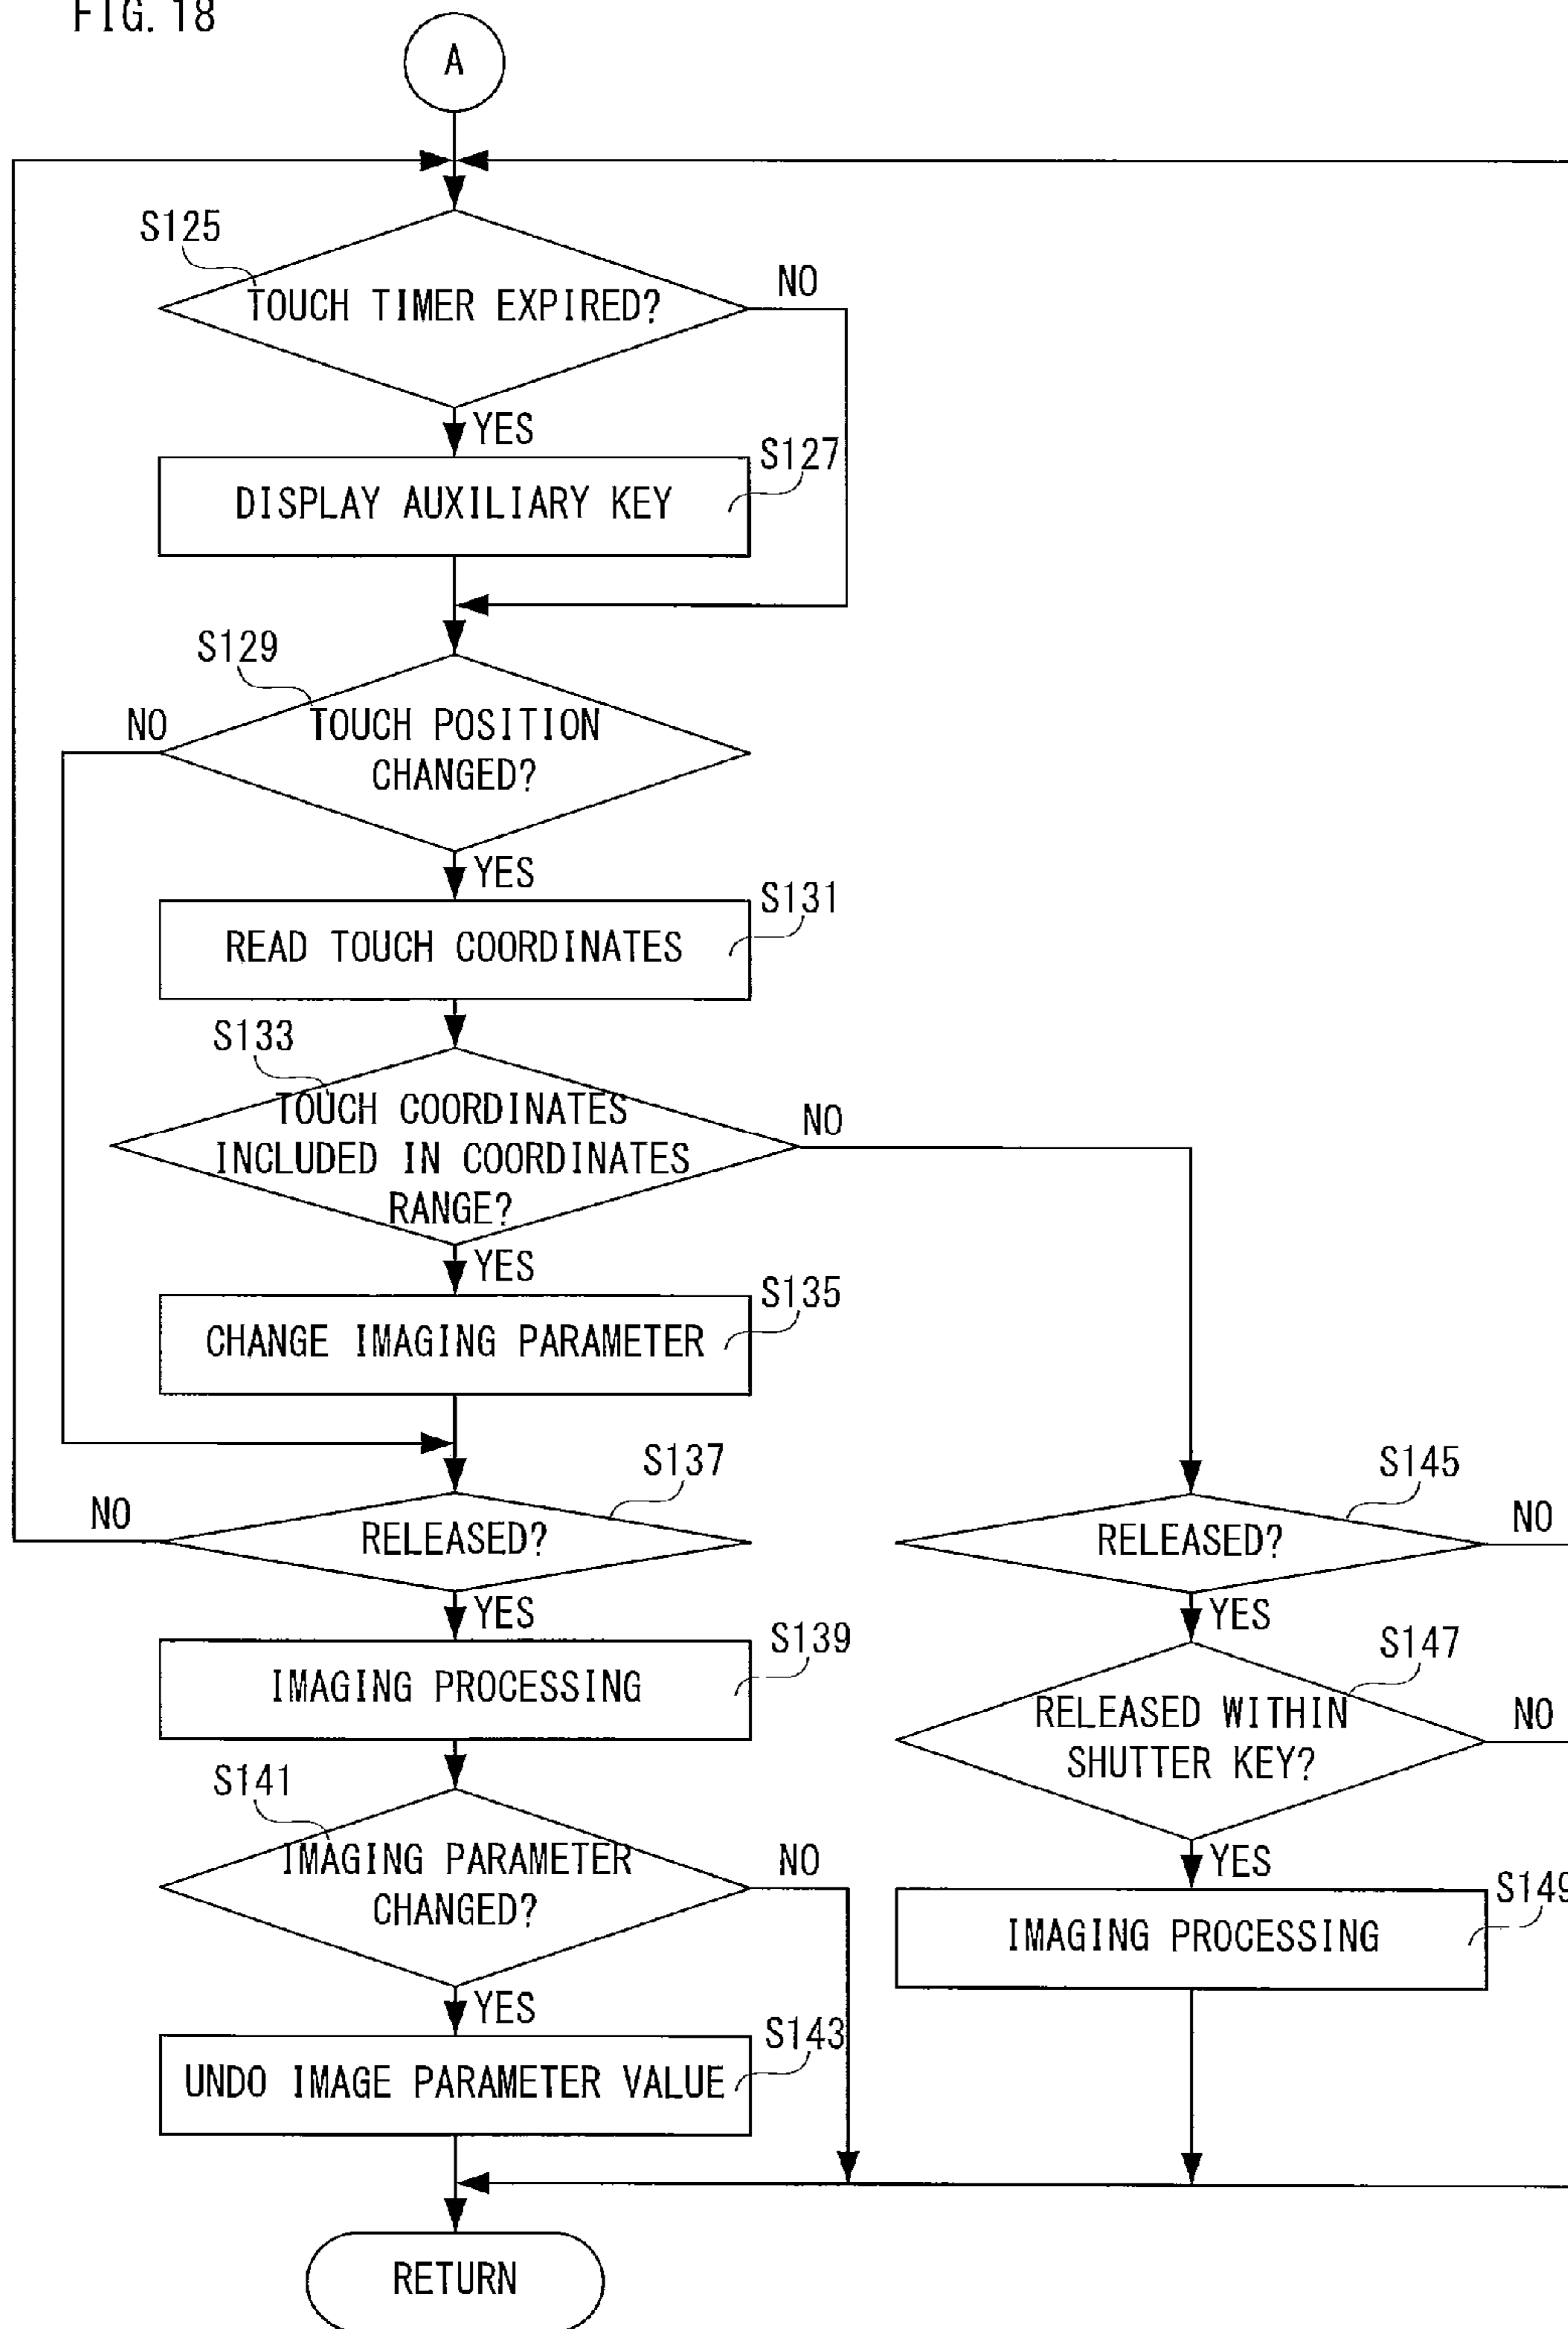 FIG. 18
A
S125
TOUCH TIMER EXPIRED?
NO
YES
S127
DISPLAY AUXILIARY KEY
S129
NO
TOUCH POSITION
CHANGED?
YES
S131
READ TOUCH COORDINATES
S133
TOUCH COORDINATES
INCLUDED IN COORDINATES
RANGE?
NO
YES
S135
CHANGE IMAGING PARAMETER
S137
NO
RELEASED?
YES
S139
IMAGING PROCESSING
S141
IMAGING PARAMETER
CHANGED?
NO
YES
S143
UNDO IMAGE PARAMETER VALUE
RETURN
S145
RELEASED?
NO
YES
S147
RELEASED WITHIN
SHUTTER KEY?
NO
YES
S149
IMAGING PROCESSING